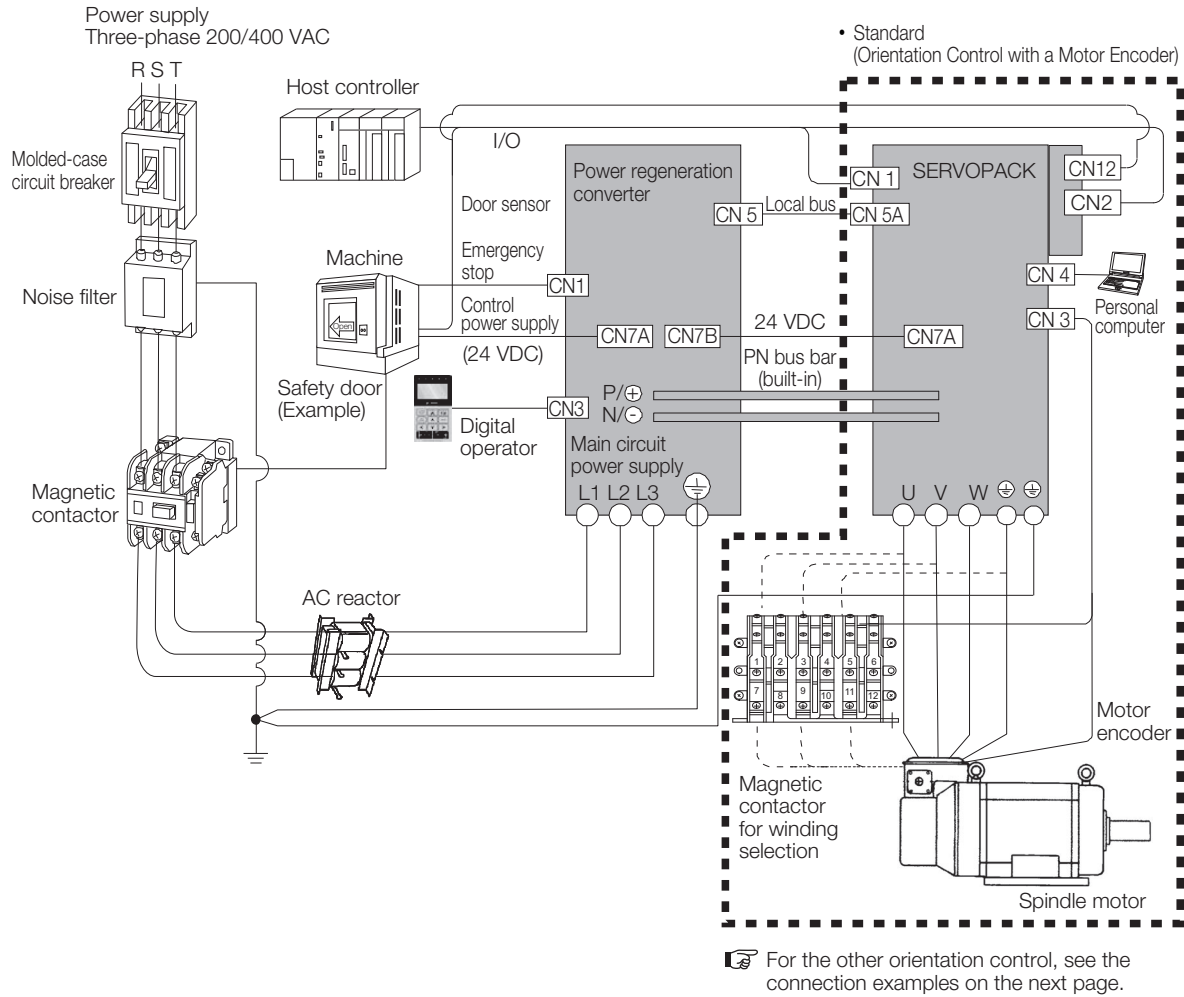 Power supply
Three-phase 200/400 VAC
R S T
Molded-case
circuit breaker
Noise filter
Magnetic
contactor
Host controller
I/O
Door sensor
Machine
Open
Emergency
stop
Control
power supply
(24 VDC)
Safety door
(Example)
Digital
operator
AC reactor
Power regeneration
converter
CN 5
CN1
CN7A
CN7B
CN3
P/+
N/-
Main circuit
power supply
L1 L2 L3
Local bus
24 VDC
PN bus bar
(built-in)
• Standard
(Orientation Control with a Motor Encoder)
SERVOPACK
CN 1
CN 5A
CN12
CN2
CN 4
CN 3
CN7A
Personal
computer
U V W
1 2 3 4 5 6
7 8 9 10 11 12
Magnetic
contactor
for winding
selection
Motor
encoder
Spindle motor
For the other orientation control, see the
connection examples on the next page.